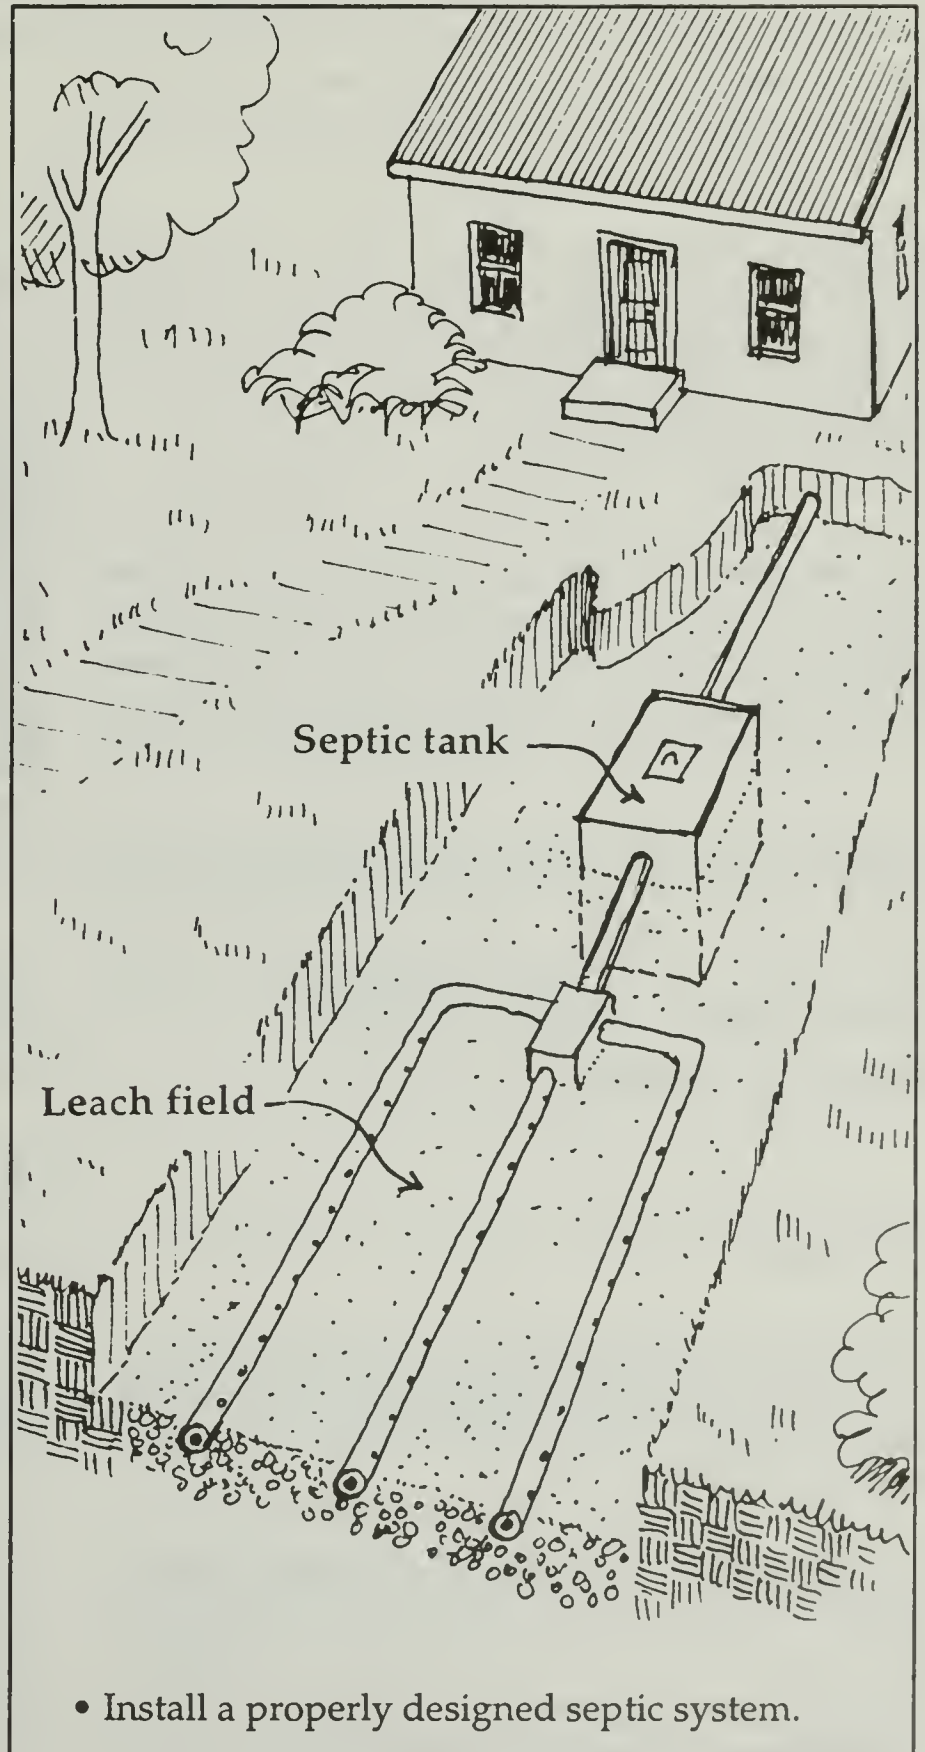 Septic tank
Leach field
• Install a properly designed septic system.